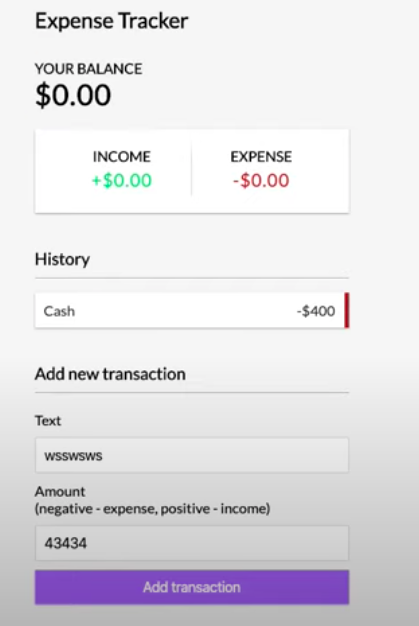 Expense Tracker
YOUR BALANCE
$0.00
INCOME EXPENSE
+$0.00 -$0.00
History
Cash -$400
Add new transaction
Text
wsswsws
Amount
(negative - expense, positive - income)
43434
Add transaction